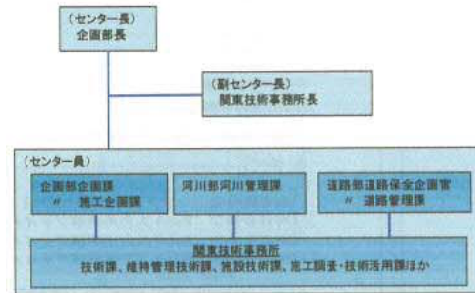 (センター長)
企画部長
(副センター長)
関東技術事務所長
(センター員)
企画部企画課
〃 施工企画課
河川部河川管理課
道路部道路保全企画官
〃 道路管理課
関東技術事務所
技術課、維持管理技術課、施設技術課、施工調査・技術活用課ほか